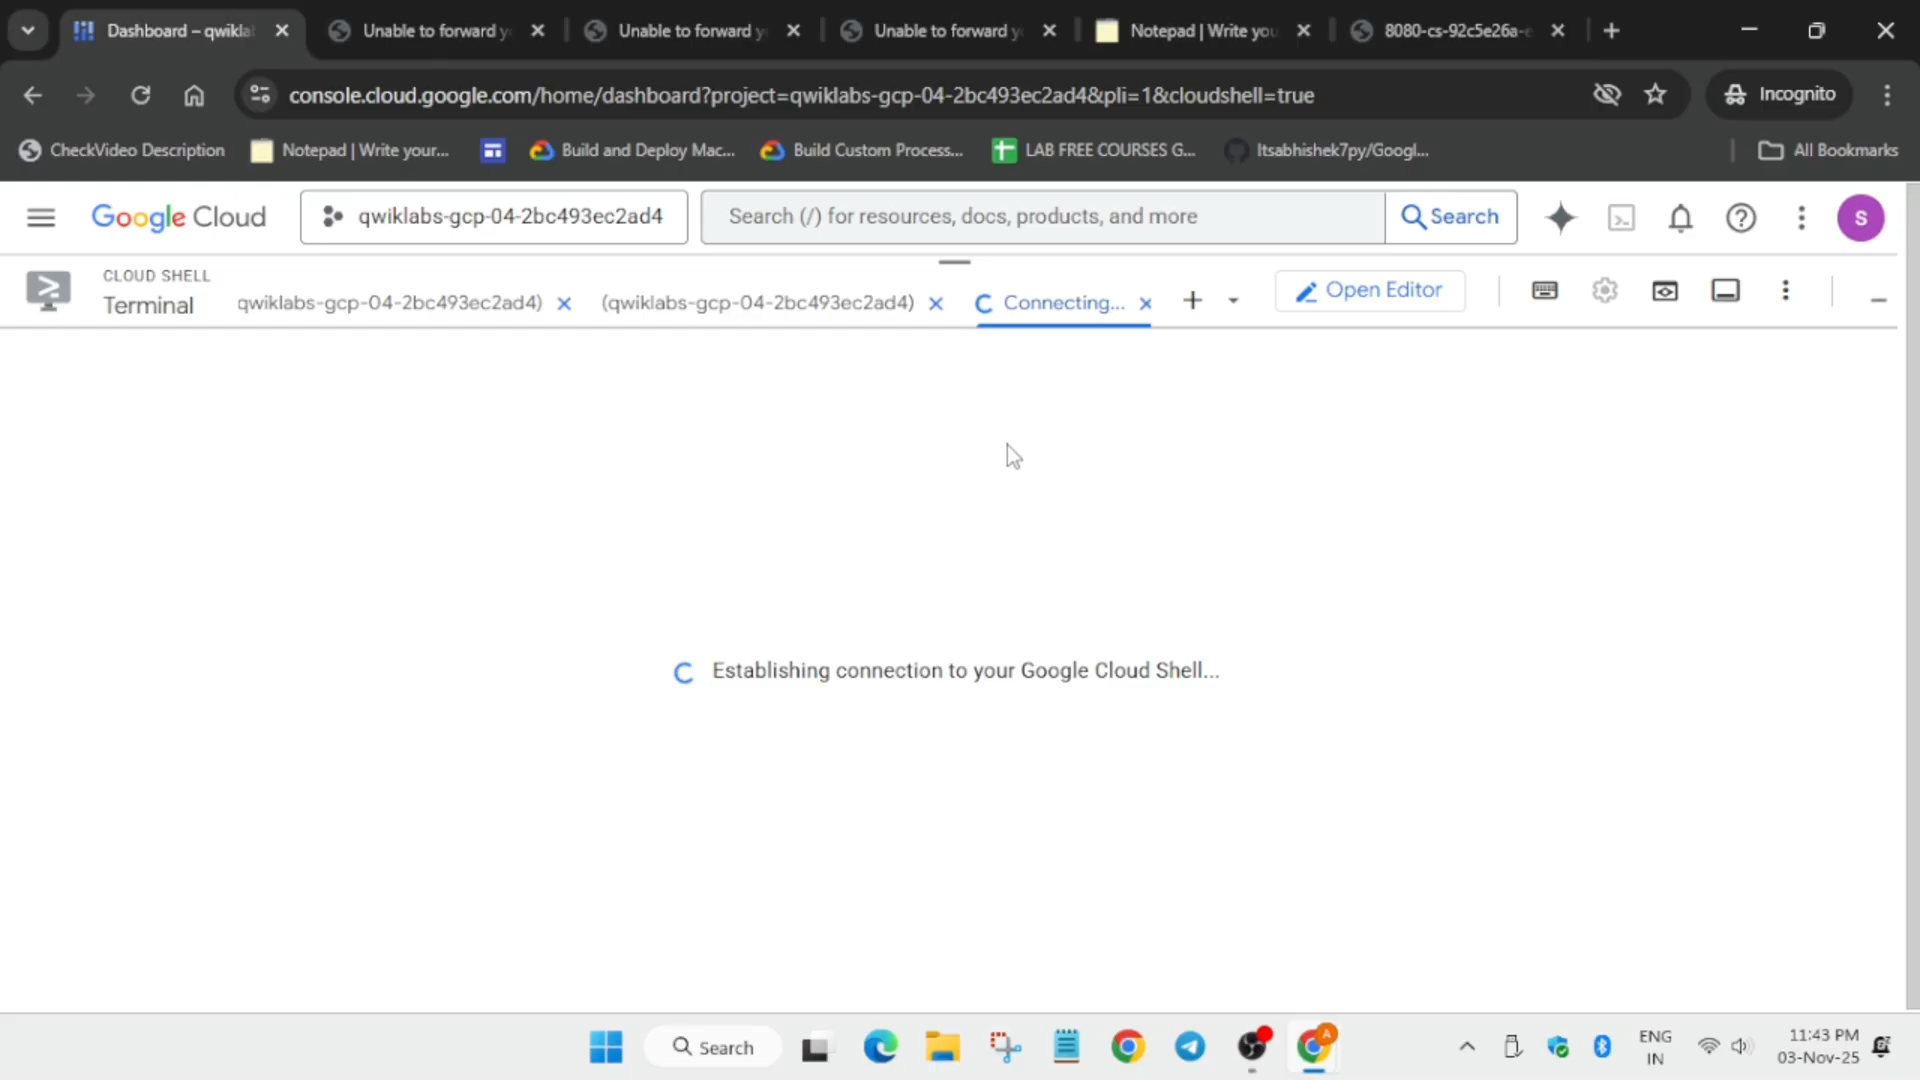 Dashboard – qwikla
Unable to forward y
Unable to forward y
Unable to forward y
Notepad | Write you
8080-cs-92c5e26a-e
console.cloud.google.com/home/dashboard?project=qwiklabs-gcp-04-2bc493ec2ad4&pli=1&cloudshell=true
Incognito
CheckVideo Description
Notepad | Write your...
Build and Deploy Mac...
Build Custom Process...
LAB FREE COURSES G...
Itsabhishek7py/Googl...
All Bookmarks
Google Cloud
qwiklabs-gcp-04-2bc493ec2ad4
Search (/) for resources, docs, products, and more
Search
S
CLOUD SHELL
Terminal
qwiklabs-gcp-04-2bc493ec2ad4)
(qwiklabs-gcp-04-2bc493ec2ad4)
Connecting...
Open Editor
Establishing connection to your Google Cloud Shell...
Search
A
ENG
IN
11:43 PM
03-Nov-25